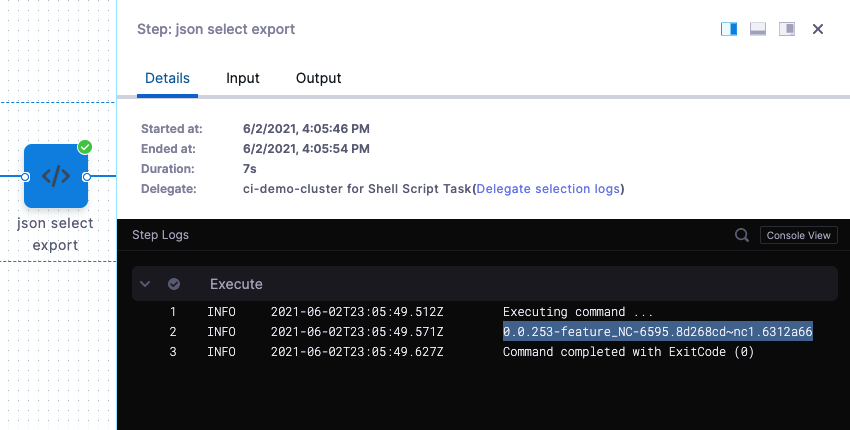 Step: json select export
Details Input Output
Started at: 6/2/2021, 4:05:46 PM
Ended at: 6/2/2021, 4:05:54 PM
Duration: 7s
Delegate: ci-demo-cluster for Shell Script Task(Delegate selection logs)
</>
json select
export
Step Logs Console View
Execute
1 INFO 2021-06-02T23:05:49.512Z Executing command ...
2 INFO 2021-06-02T23:05:49.571Z 0.0.253-feature_NC-6595.8d268cd~nc1.6312a66
3 INFO 2021-06-02T23:05:49.627Z Command completed with ExitCode (0)